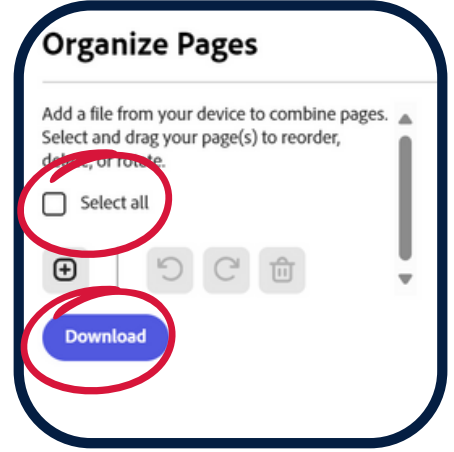 Organize Pages
Add a file from your device to combine pages.
Select and drag your page(s) to reorder,
delete, or rotate.
Select all
Download